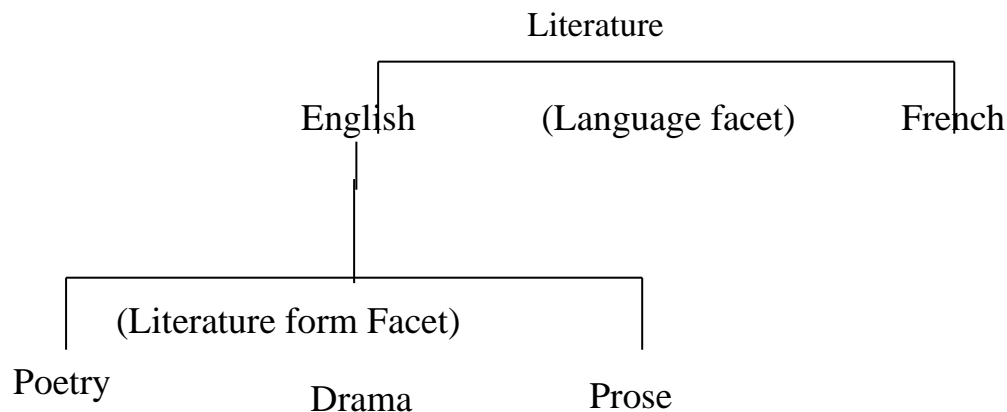 Literature
English (Language facet) French
(Literature form Facet)
Poetry Drama Prose